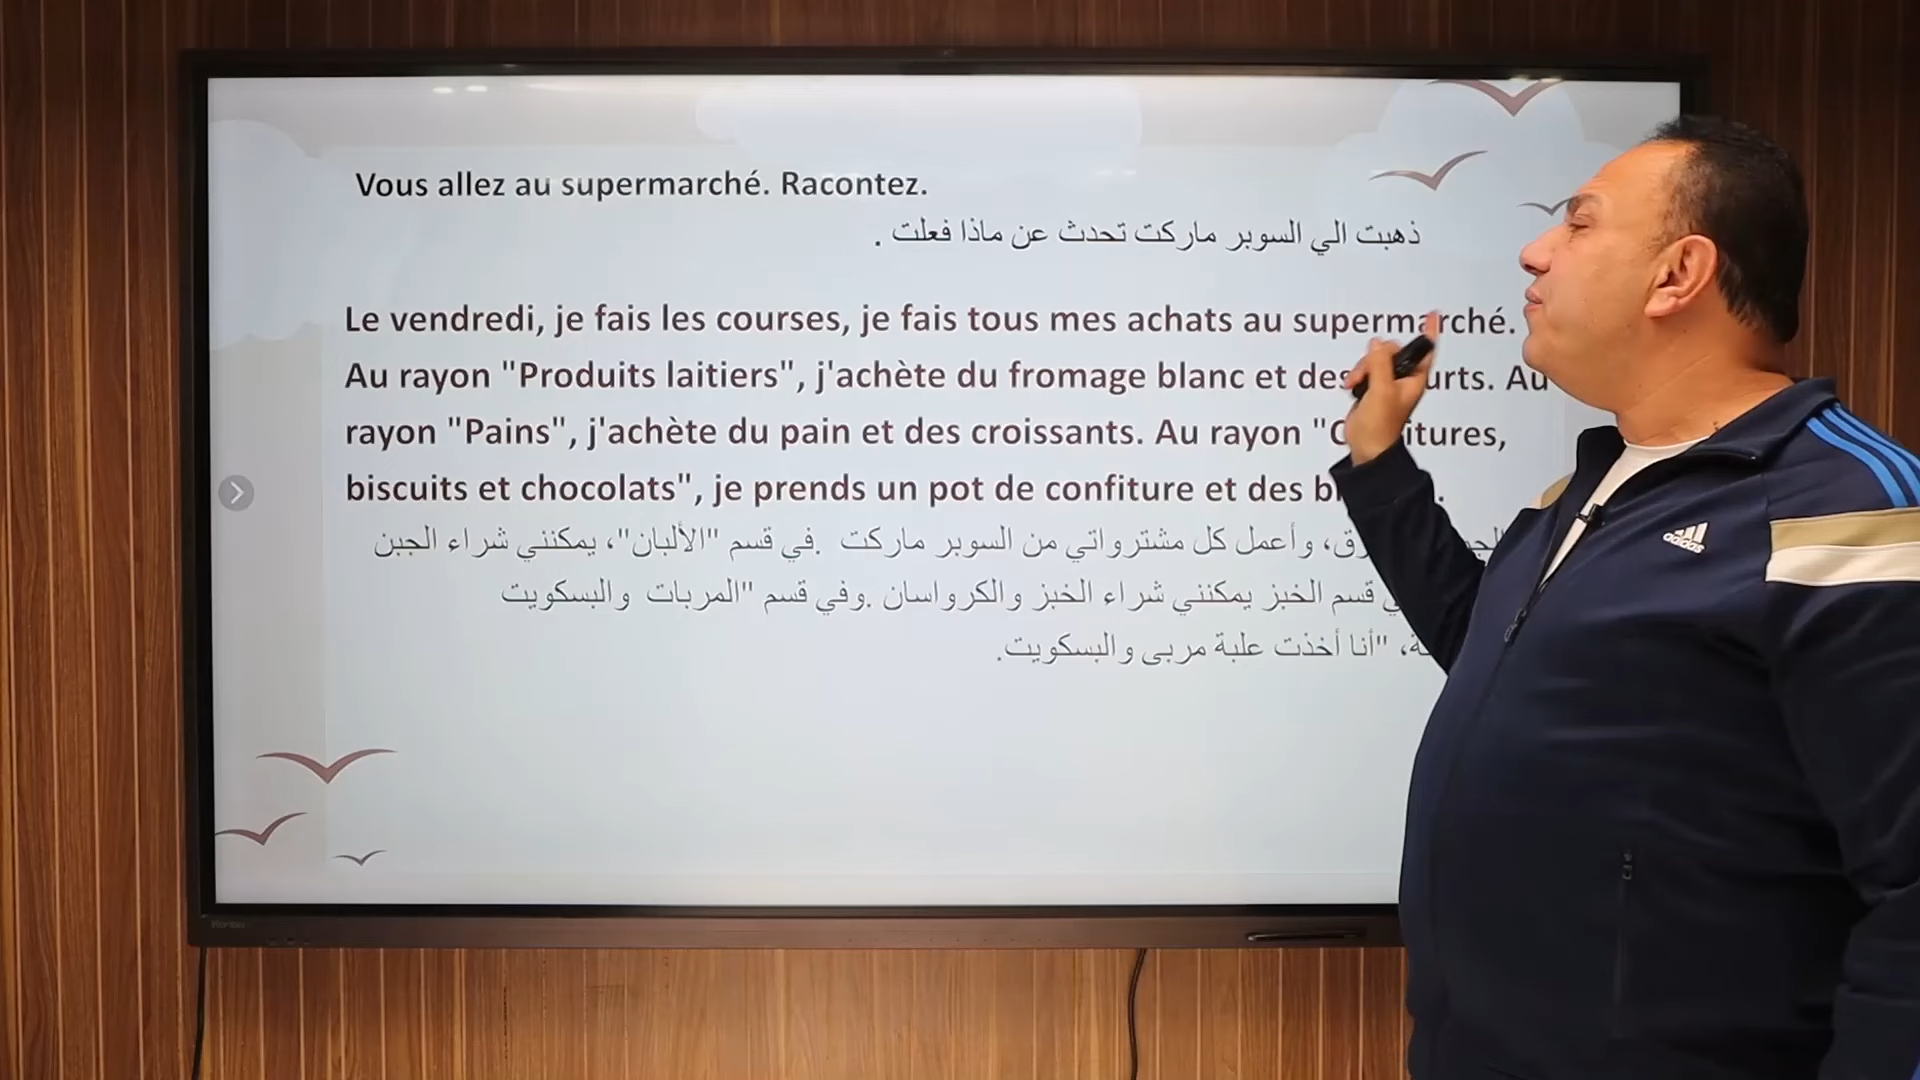 Vous allez au supermarché. Racontez.
ذهبت الي السوبر ماركت تحدث عن ماذا فعلت .
Le vendredi, je fais les courses, je fais tous mes achats au supermarché.
Au rayon "Produits laitiers", j'achète du fromage blanc et des Au
rayon "Pains", j'achète du pain et des croissants. Au rayon
biscuits et chocolats", je prends un pot de confiture et des
وأعمل كل مشترواتي من السوبر ماركت .في قسم "الألبان"، يمكنني شراء الجبن
قسم الخبز يمكنني شراء الخبز والكرواسان .وفي قسم "المربات والبسكويت
"أنا أخذت علبة مربى والبسكويت.
adidas